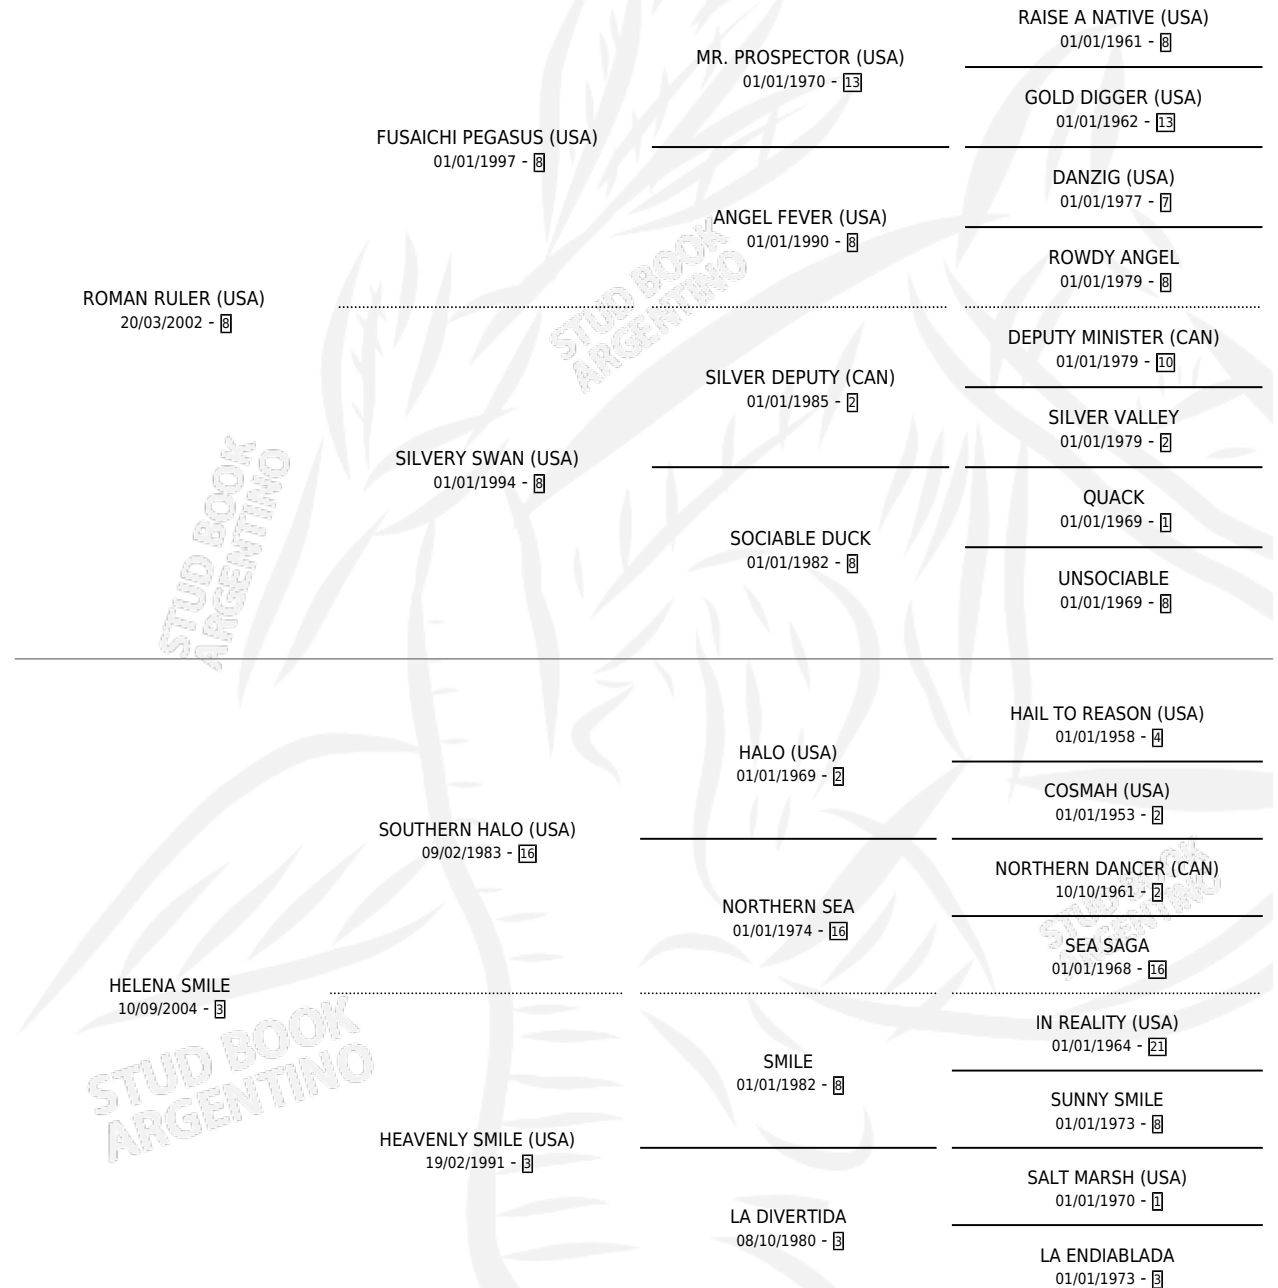 RAISE A NATIVE (USA)
01/01/1961 - 8
MR. PROSPECTOR (USA)
01/01/1970 - 13
GOLD DIGGER (USA)
01/01/1962 - 13
FUSAICHI PEGASUS (USA)
01/01/1997 - 8
DANZIG (USA)
01/01/1977 - 7
ANGEL FEVER (USA)
01/01/1990 - 8
ROWDY ANGEL
01/01/1979 - 8
ROMAN RULER (USA)
20/03/2002 - 8
DEPUTY MINISTER (CAN)
01/01/1979 - 10
SILVER DEPUTY (CAN)
01/01/1985 - 2
SILVER VALLEY
01/01/1979 - 2
SILVERY SWAN (USA)
01/01/1994 - 8
QUACK
01/01/1969 - 1
SOCIABLE DUCK
01/01/1982 - 8
UNSOCIABLE
01/01/1969 - 8
STUD BOOK
ARGENTINO
STUD BOOK
ARGENTINO
HAIL TO REASON (USA)
01/01/1958 - 4
HALO (USA)
01/01/1969 - 2
COSMAH (USA)
01/01/1953 - 2
SOUTHERN HALO (USA)
09/02/1983 - 16
NORTHERN DANCER (CAN)
10/10/1961 - 2
NORTHERN SEA
01/01/1974 - 16
SEA SAGA
01/01/1968 - 16
HELENA SMILE
10/09/2004 - 3
IN REALITY (USA)
01/01/1964 - 21
SMILE
01/01/1982 - 8
SUNNY SMILE
01/01/1973 - 8
HEAVENLY SMILE (USA)
19/02/1991 - 3
SALT MARSH (USA)
01/01/1970 - 1
LA DIVERTIDA
08/10/1980 - 3
LA ENDIABLADA
01/01/1973 - 3
STUD BOOK
ARGENTINO
STUD BOOK
ARGENTINO